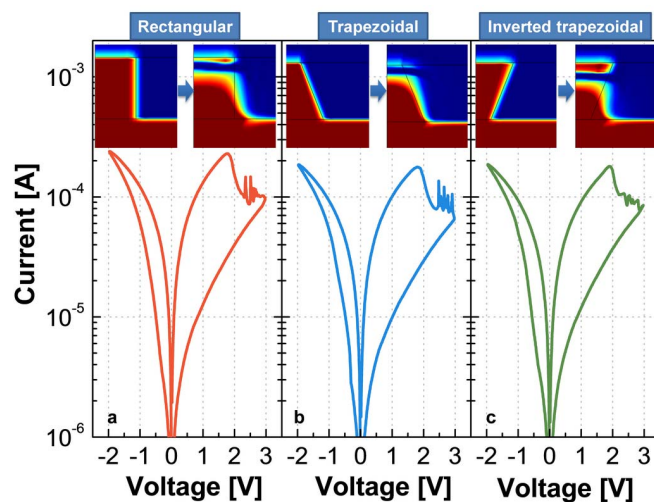 Rectangular
Trapezoidal
Inverted trapezoidal
Current [A]
10⁻³
10⁻⁴
10⁻⁵
10⁻⁶
a
b
c
-2 -1 0 1 2 3
-2 -1 0 1 2 3
-2 -1 0 1 2 3
Voltage [V]
Voltage [V]
Voltage [V]